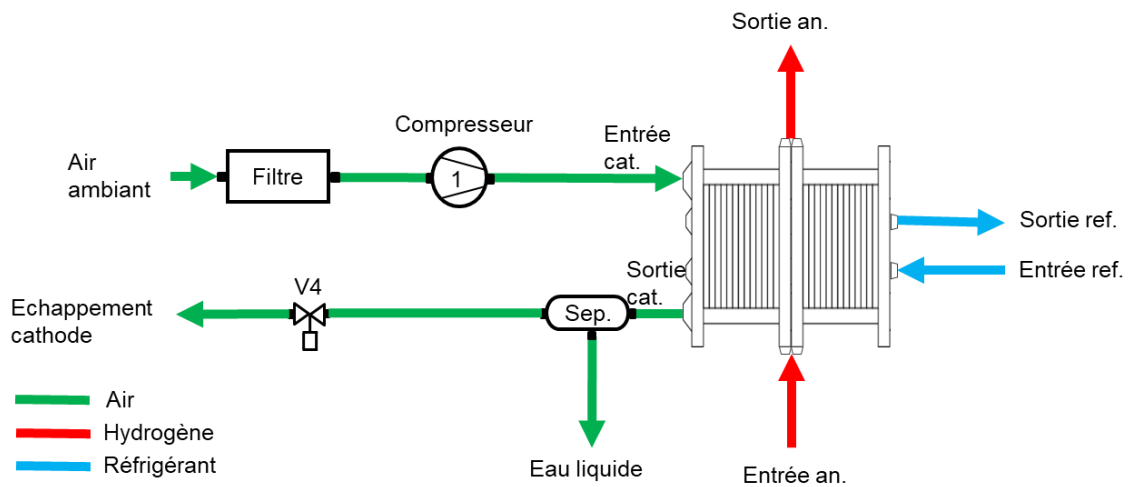 Sortie an.
Compresseur
Entrée
cat.
Air
ambiant
Filtre
1
Sortie ref.
Entrée ref.
Sortie
cat.
V4
Echappement
cathode
Sep.
Air
Hydrogène
Réfrigérant
Eau liquide
Entrée an.